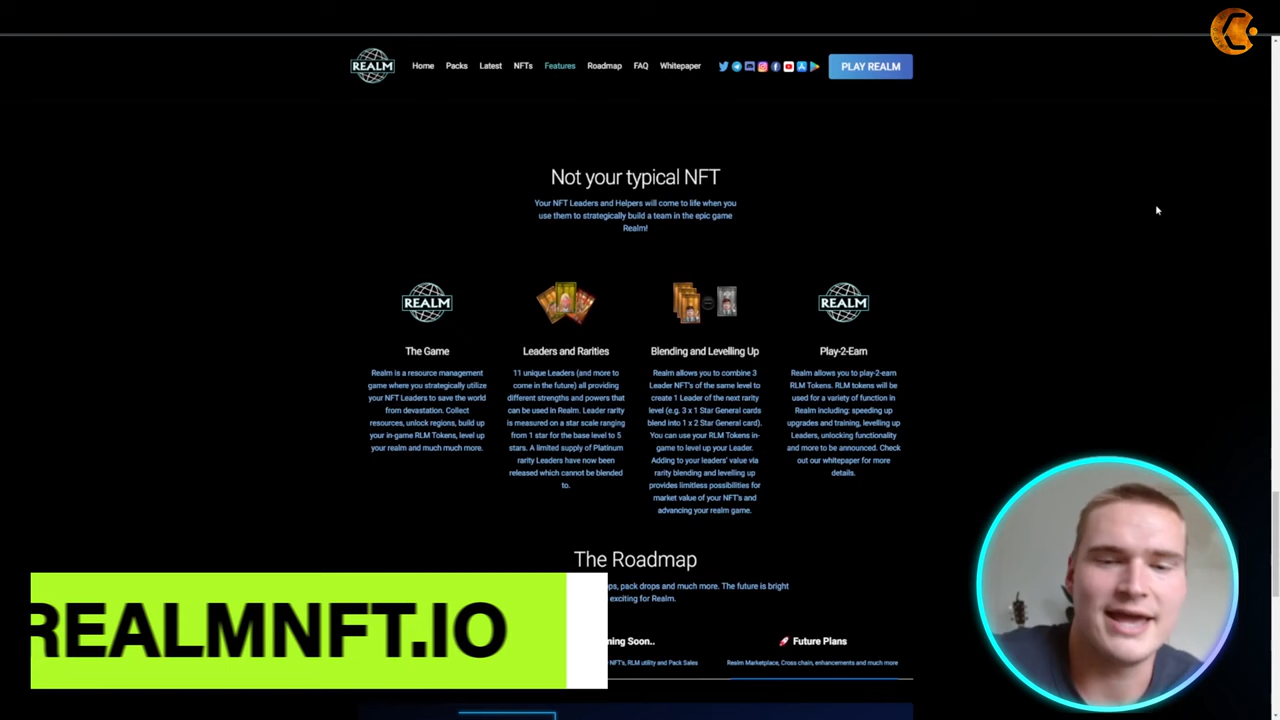 REALM
Home Packs Latest NFTs Features Roadmap FAQ Whitepaper
PLAY REALM
Not your typical NFT
Your NFT Leaders and Helpers will come to life when you
use them to strategically build a team in the epic game
Realm!
REALM
REALM
The Game
Realm is a resource management
game where you strategically utilize
your NFT Leaders to save the world
from devastation. Collect
resources, unlock regions, build up
your in-game RLM Tokens, level up
your realm and much much more.
Leaders and Rarities
11 unique Leaders (and more to
come in the future) all providing
different strengths and powers that
can be used in Realm. Leader rarity
is measured on a star scale ranging
from 1 star for the base level to 5
stars. A limited supply of Platinum
rarity Leaders have now been
released which cannot be blended
to.
Blending and Levelling Up
Realm allows you to combine 3
Leader NFT's of the same level to
create 1 Leader of the next rarity
level (e.g. 3 x 1 Star General cards
blend into 1 x 2 Star General card).
You can use your RLM Tokens in-
game to level up your Leader.
Adding to your leaders' value via
rarity blending and levelling up
provides limitless possibilities for
market value of your NFT's and
advancing your realm game.
Play-2-Earn
Realm allows you to play-2-earn
RLM Tokens. RLM tokens will be
used for a variety of function in
Realm including: speeding up
upgrades and training, levelling up
Leaders, unlocking functionality
and more to be announced. Check
out our whitepaper for more
details.
The Roadmap
pack drops and much more. The future is bright
exciting for Realm.
Soon..
NFT's, RLM utility and Pack Sales
Future Plans
Realm Marketplace, Cross chain, enhancements and much more
REALMNFT.IO